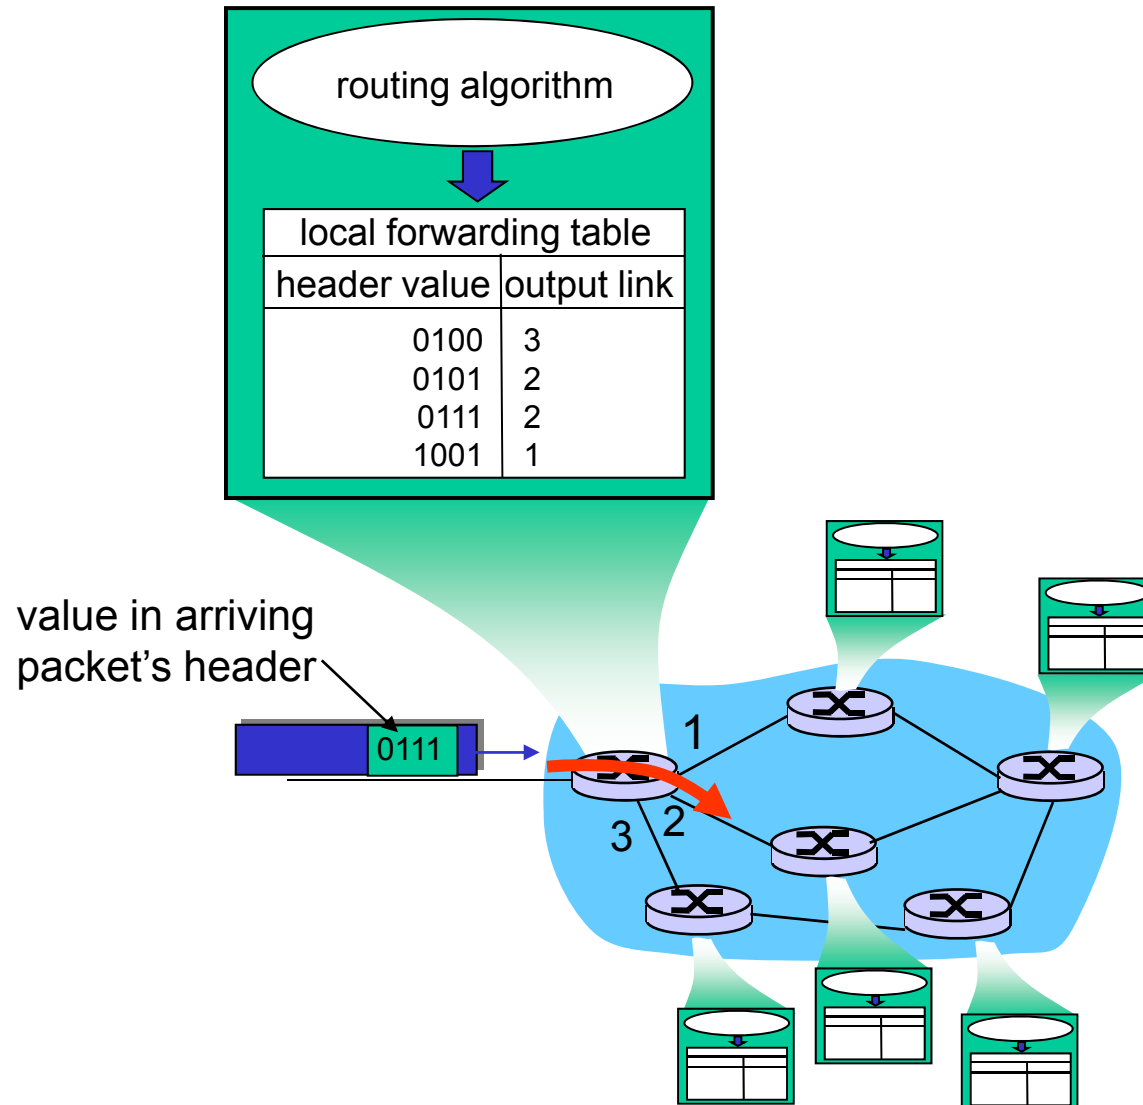 routing algorithm
local forwarding table
header value output link
0100 3
0101 2
0111 2
1001 1
value in arriving
packet's header
0111
1
2
3